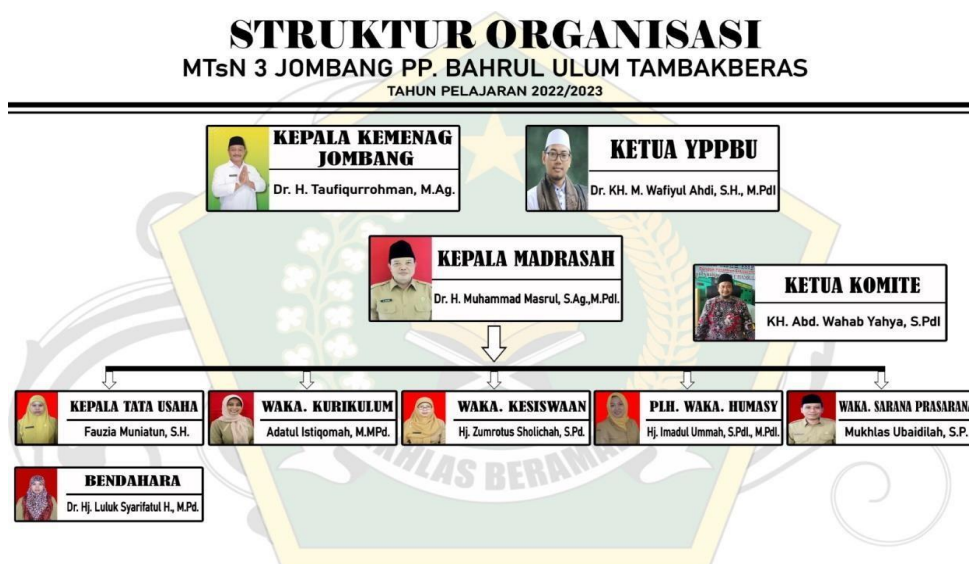 STRUKTUR ORGANISASI
MTsN 3 JOMBANG PP. BAHRUL ULUM TAMBAKBERAS
TAHUN PELAJARAN 2022/2023
KEPALA KEMENAG
JOMBANG
Dr. H. Taufiqurrohman, M.Ag.
KETUA YPPBU
Dr. KH. M. Wafiyul Ahdi, S.H., M.PdI
KEPALA MADRASAH
Dr. H. Muhammad Masrul, S.Ag.,M.PdI.
KETUA KOMITE
KH. Abd. Wahab Yahya, S.PdI
KEPALA TATA USAHA
Fauzia Muniatun, S.H.
WAKA. KURIKULUM
Adatul Istiqomah, M.MPd.
WAKA. KESISWAAN
Hj. Zumrotus Sholichah, S.Pd.
PLH. WAKA. HUMASY
Hj. Imadul Ummah, S.PdI., M.PdI.
WAKA. SARANA PRASARANA
Mukhlas Ubaidilah, S.P.
BENDAHARA
Dr. Hj. Luluk Syarifatul H., M.Pd.
IKHLAS BERAMAL